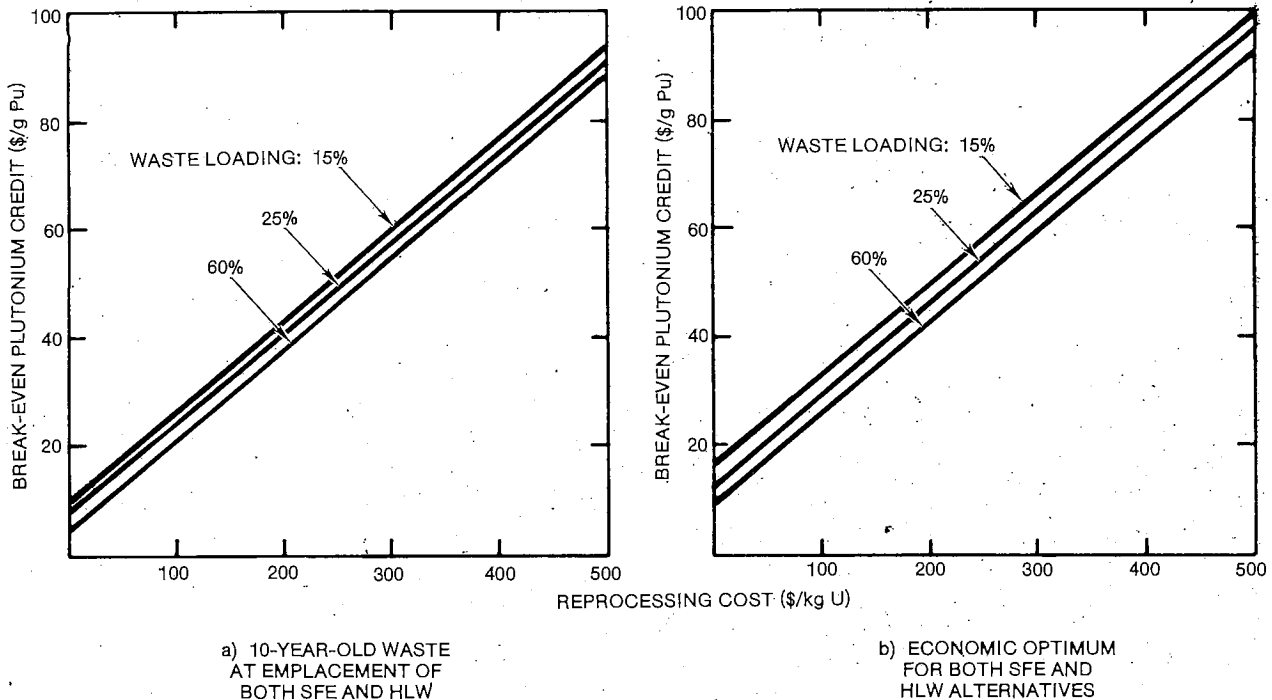 BREAK-EVEN PLUTONIUM CREDIT ($/g Pu)
100
80
60
40
20
WASTE LOADING: 15%
25%
60%
100
200
300
400
500
BREAK-EVEN PLUTONIUM CREDIT ($/g Pu)
100
80
60
40
20
WASTE LOADING: 15%
25%
60%
100
200
300
400
500
REPROCESSING COST ($/kg U)
a) 10-YEAR-OLD WASTE
AT EMPLACEMENT OF
BOTH SFE AND HLW
b) ECONOMIC OPTIMUM
FOR BOTH SFE AND
HLW ALTERNATIVES